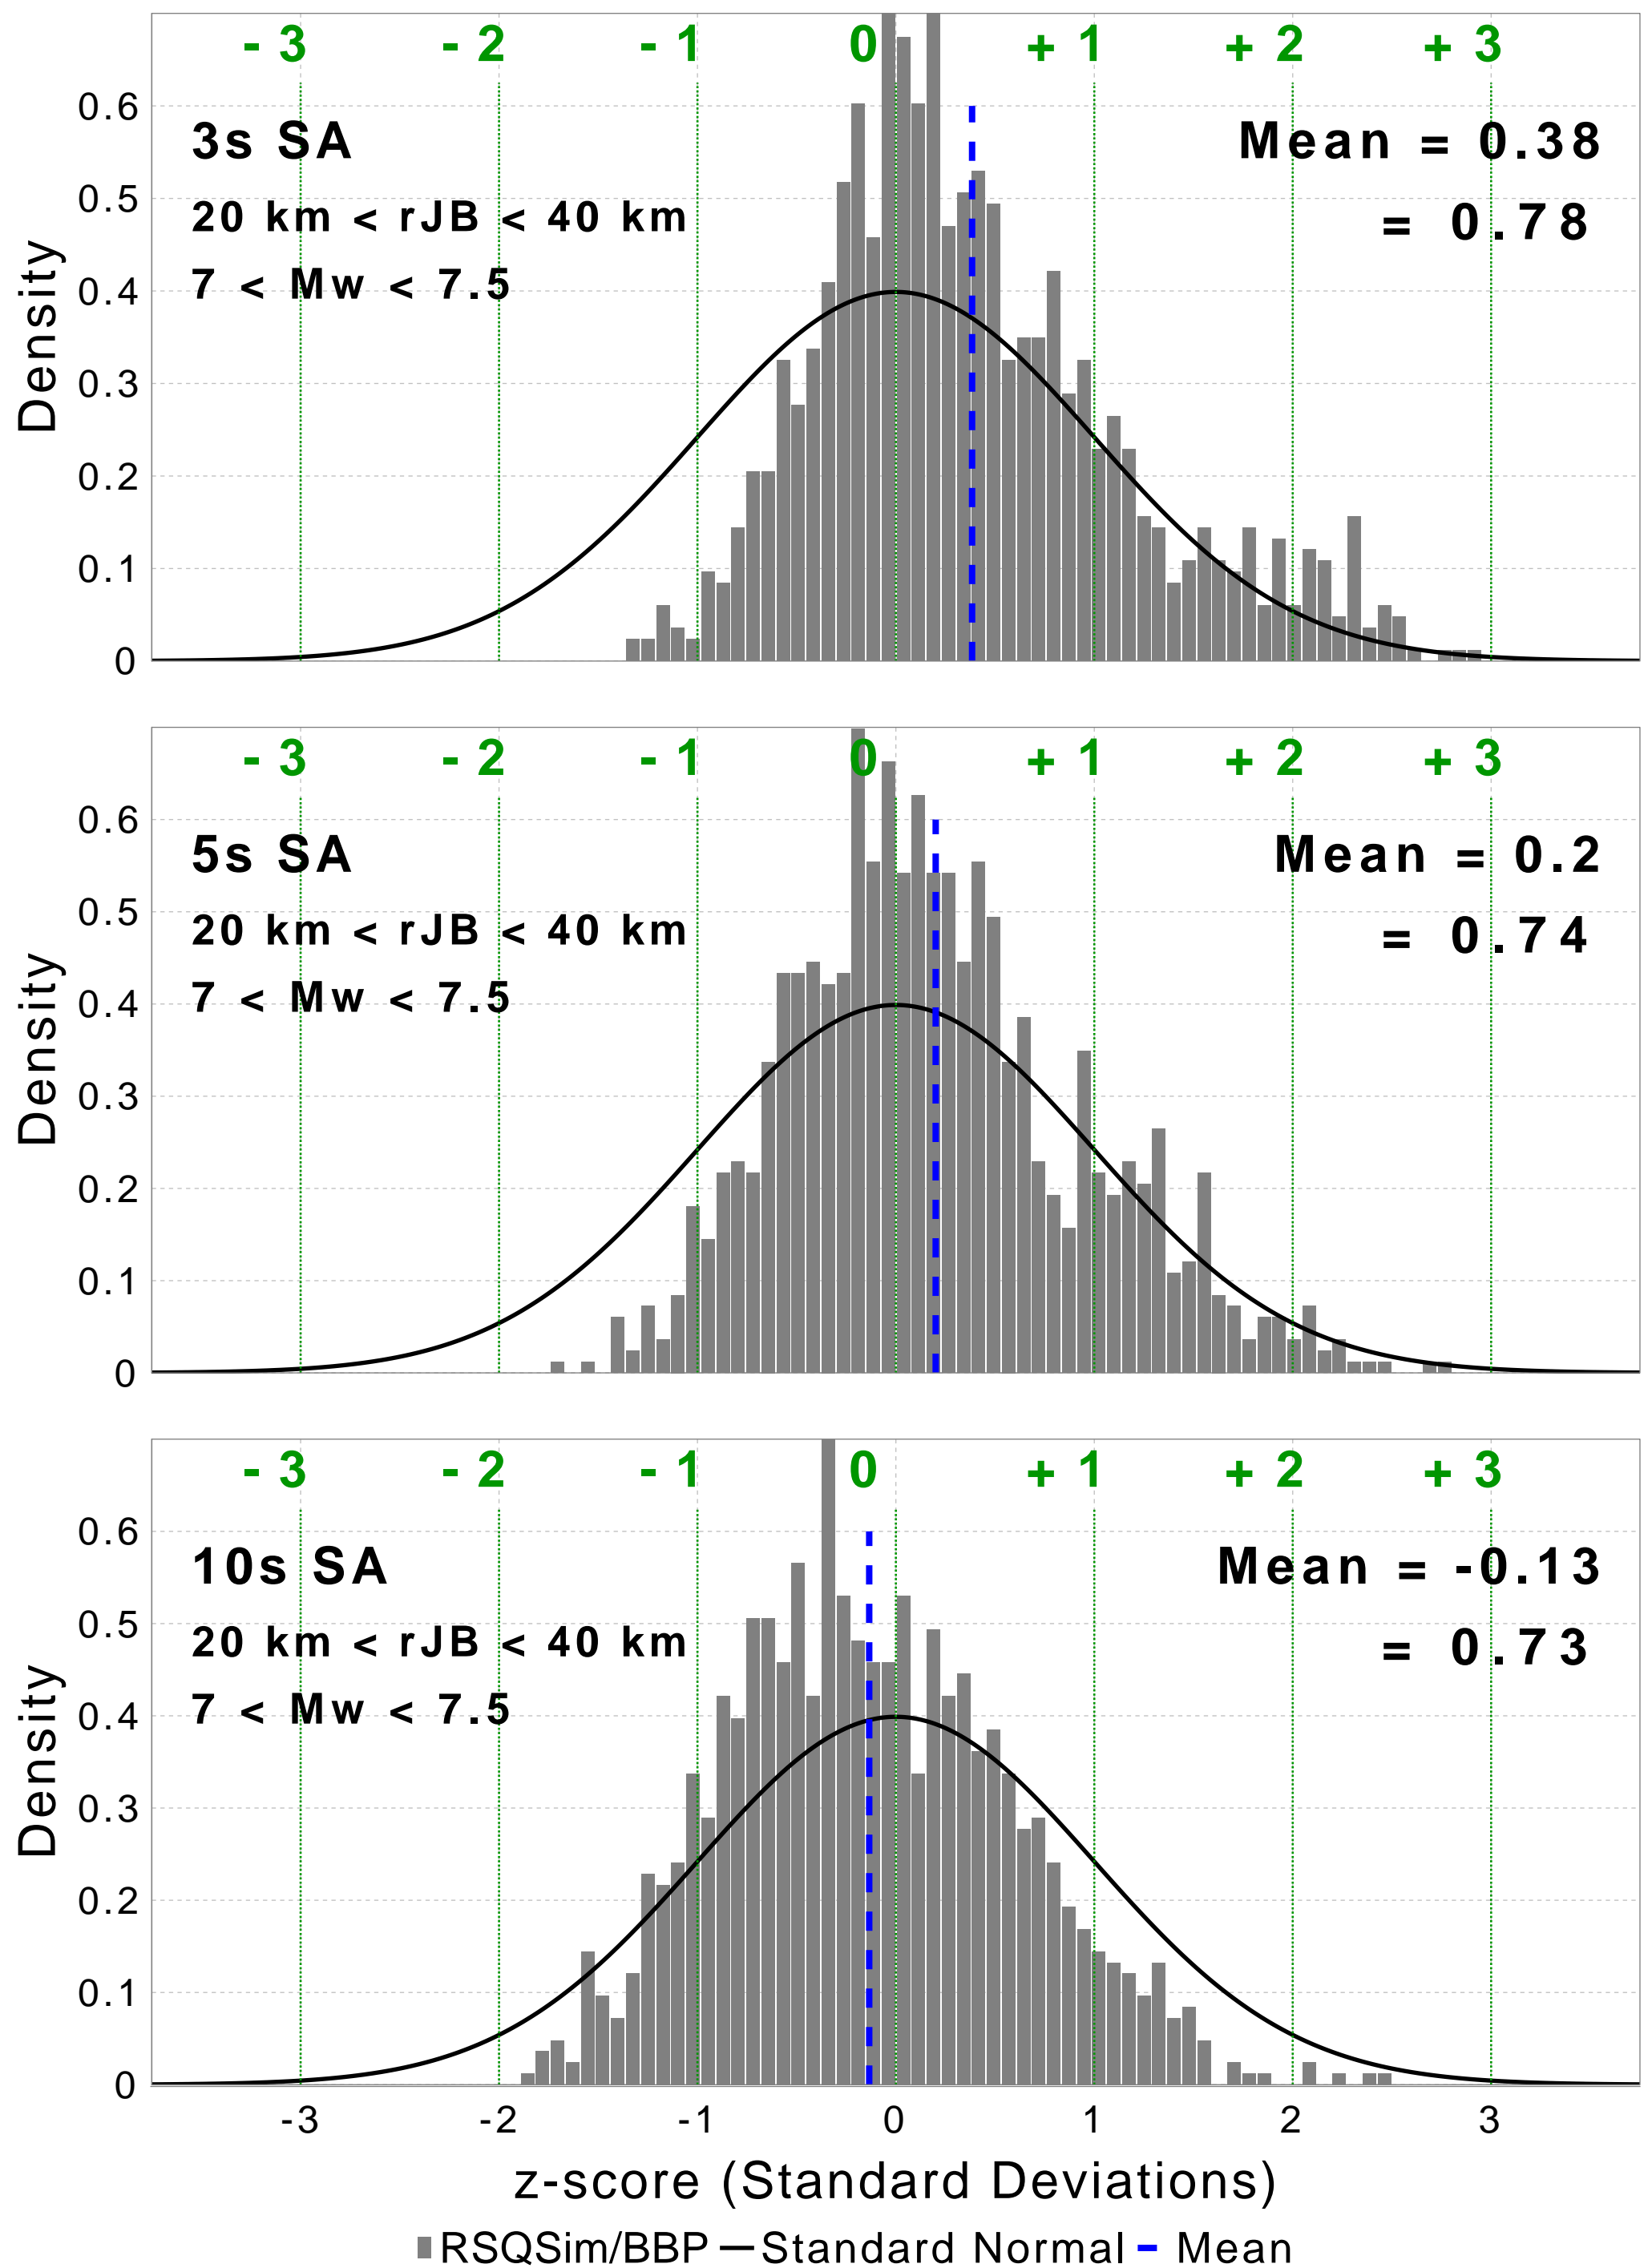 - 3 - 2 - 1 0 + 1 + 2 + 3
0.6
3s SA
Mean = 0.38
0.5
20 km < rJB < 40 km
= 0.78
7 < Mw < 7.5
0.4
Density
0.3
0.2
0.1
0
- 3 - 2 - 1 0 + 1 + 2 + 3
0.6
5s SA
Mean = 0.2
0.5
20 km < rJB < 40 km
= 0.74
7 < Mw < 7.5
0.4
Density
0.3
0.2
0.1
0
- 3 - 2 - 1 0 + 1 + 2 + 3
0.6
10s SA
Mean = -0.13
0.5
20 km < rJB < 40 km
= 0.73
7 < Mw < 7.5
0.4
Density
0.3
0.2
0.1
0
-3 -2 -1 0 1 2 3
z-score (Standard Deviations)
RSQSim/BBP Standard Normal Mean